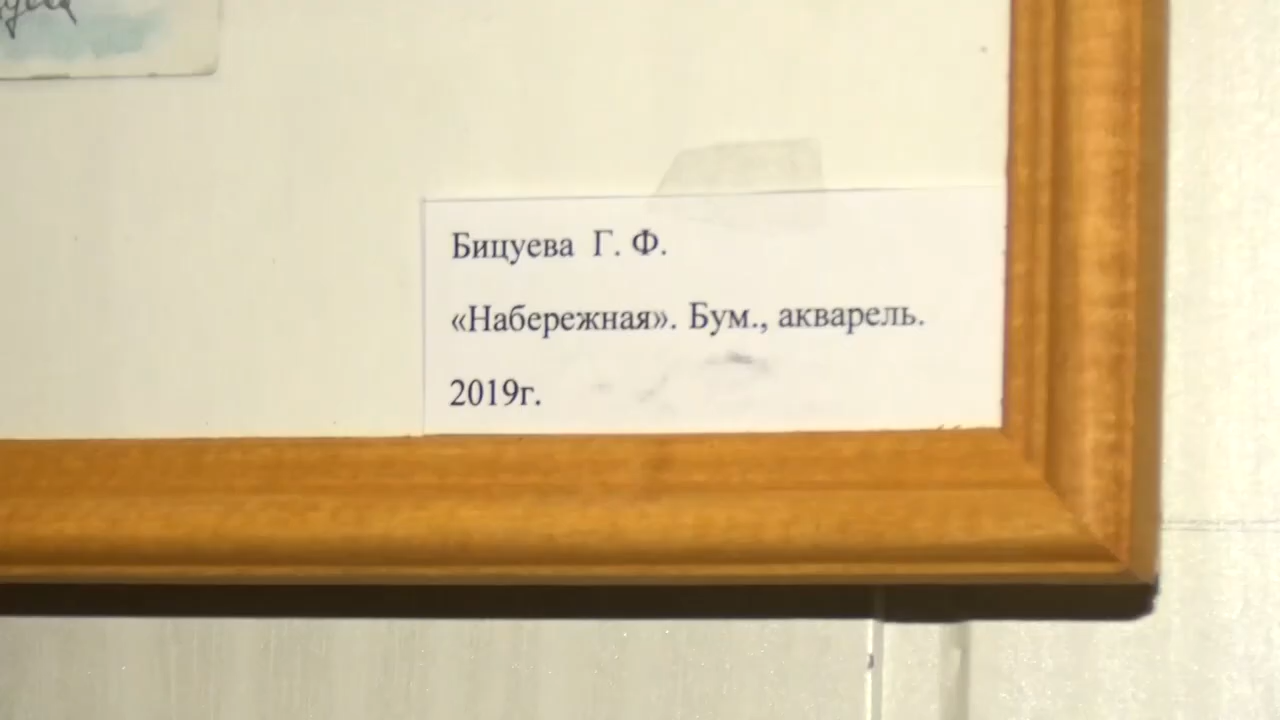 Бицуева Г. Ф.
«Набережная». Бум., акварель.
2019г.